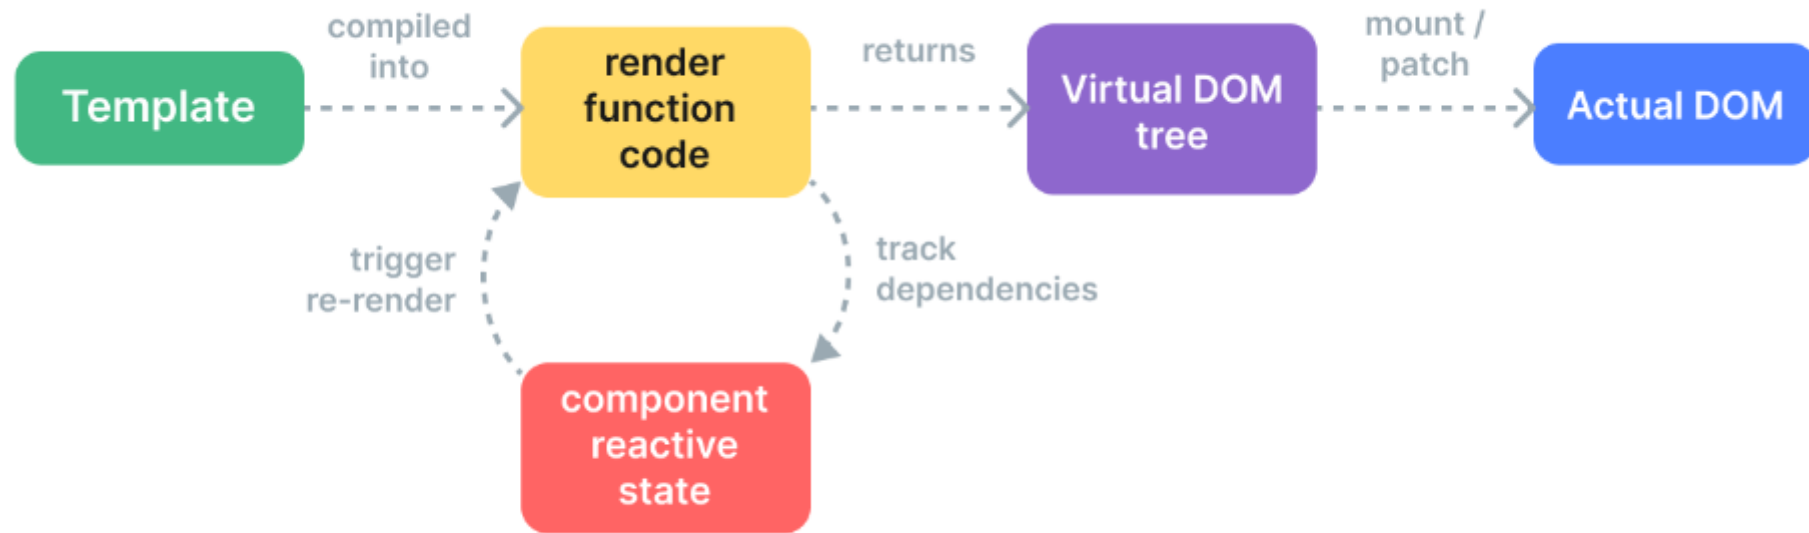 Template
compiled
into
render
function
code
returns
Virtual DOM
tree
mount /
patch
Actual DOM
trigger
re-render
track
dependencies
component
reactive
state